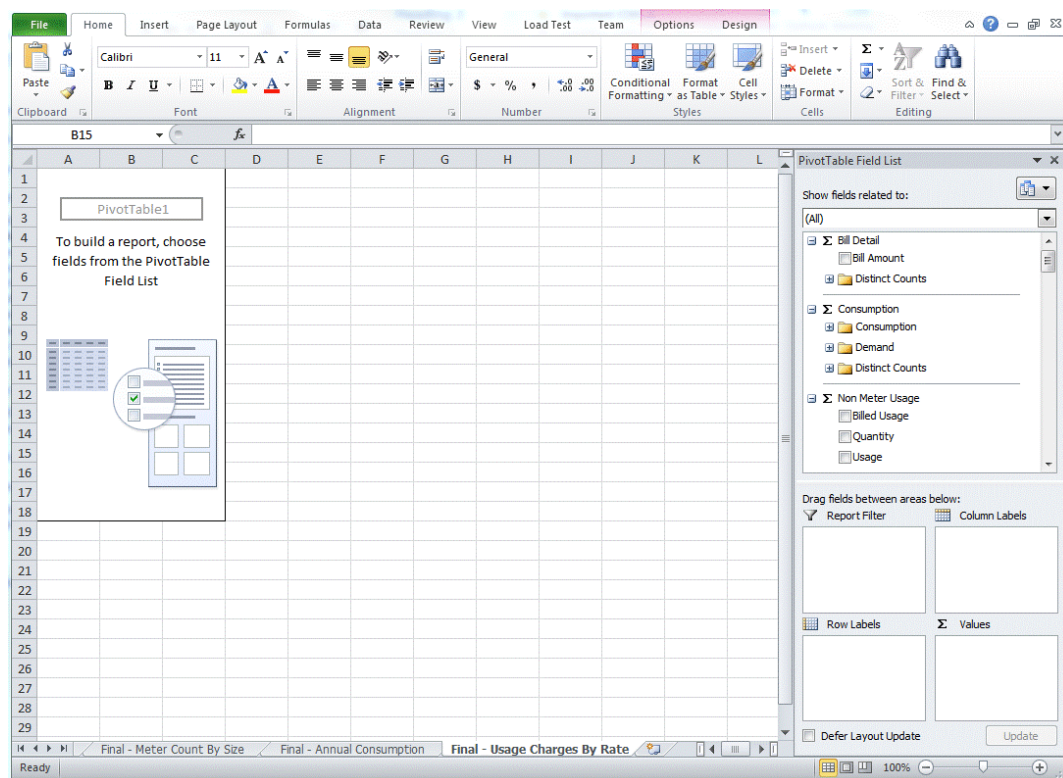 File Home Insert Page Layout Formulas Data Review View Load Test Team Options Design
Paste
Clipboard
Calibri 11 A A
B I U A
Font
Alignment
General
$ % , .0 .00 .00 .0
Number
Conditional Formatting
Format as Table
Cell Styles
Styles
Insert
Delete
Format
Cells
Σ
Sort & Filter
Find & Select
Editing
B15 fx
A B C D E F G H I J K L
1
2
3
4
5
6
7
8
9
10
11
12
13
14
15
16
17
18
19
20
21
22
23
24
25
26
27
28
29
PivotTable1
To build a report, choose
fields from the PivotTable
Field List
PivotTable Field List
Show fields related to:
(All)
Σ Bill Detail
Bill Amount
Distinct Counts
Σ Consumption
Consumption
Demand
Distinct Counts
Σ Non Meter Usage
Billed Usage
Quantity
Usage
Drag fields between areas below:
Report Filter Column Labels
Row Labels Σ Values
Defer Layout Update Update
Final - Meter Count By Size Final - Annual Consumption Final - Usage Charges By Rate
Ready 100%